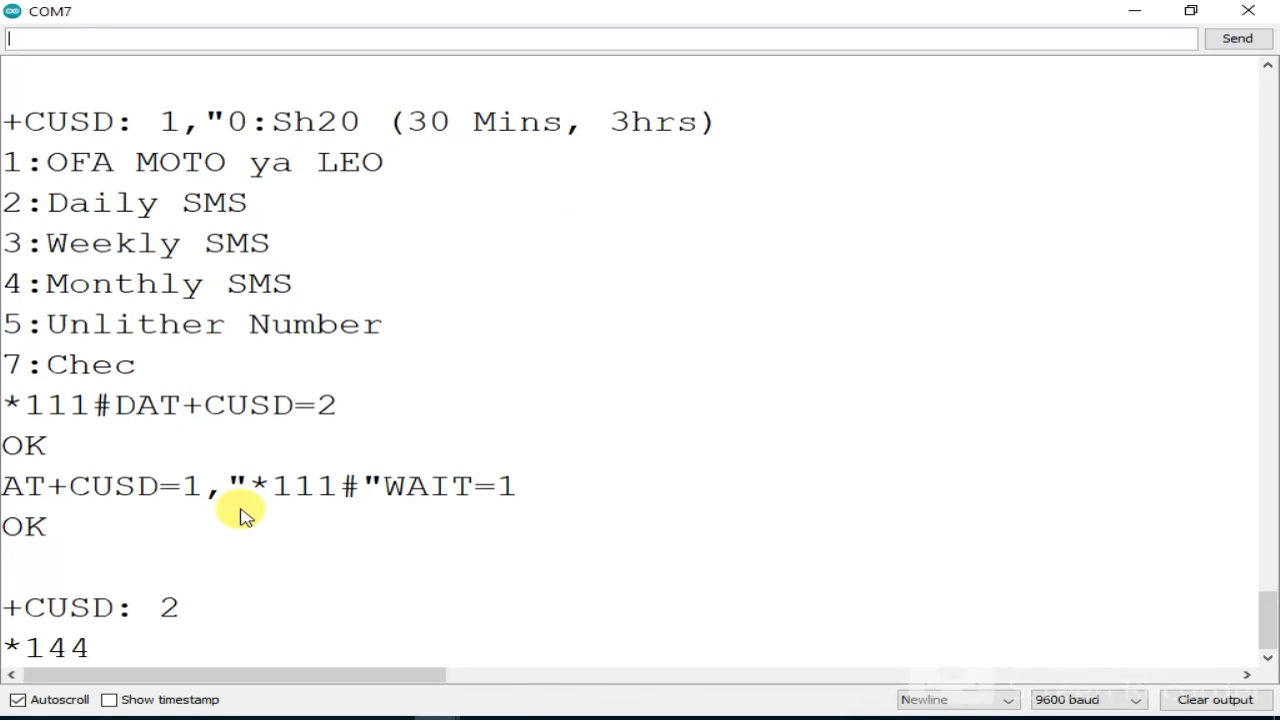 COM7
Send
+CUSD: 1,"0:Sh20 (30 Mins, 3hrs)
1:OFA MOTO ya LEO
2:Daily SMS
3:Weekly SMS
4:Monthly SMS
5:Unlither Number
7:Chec
*111#DAT+CUSD=2
OK
AT+CUSD=1,"*111#"WAIT=1
OK
+CUSD: 2
*144
Autoscroll Show timestamp Newline 9600 baud Clear output